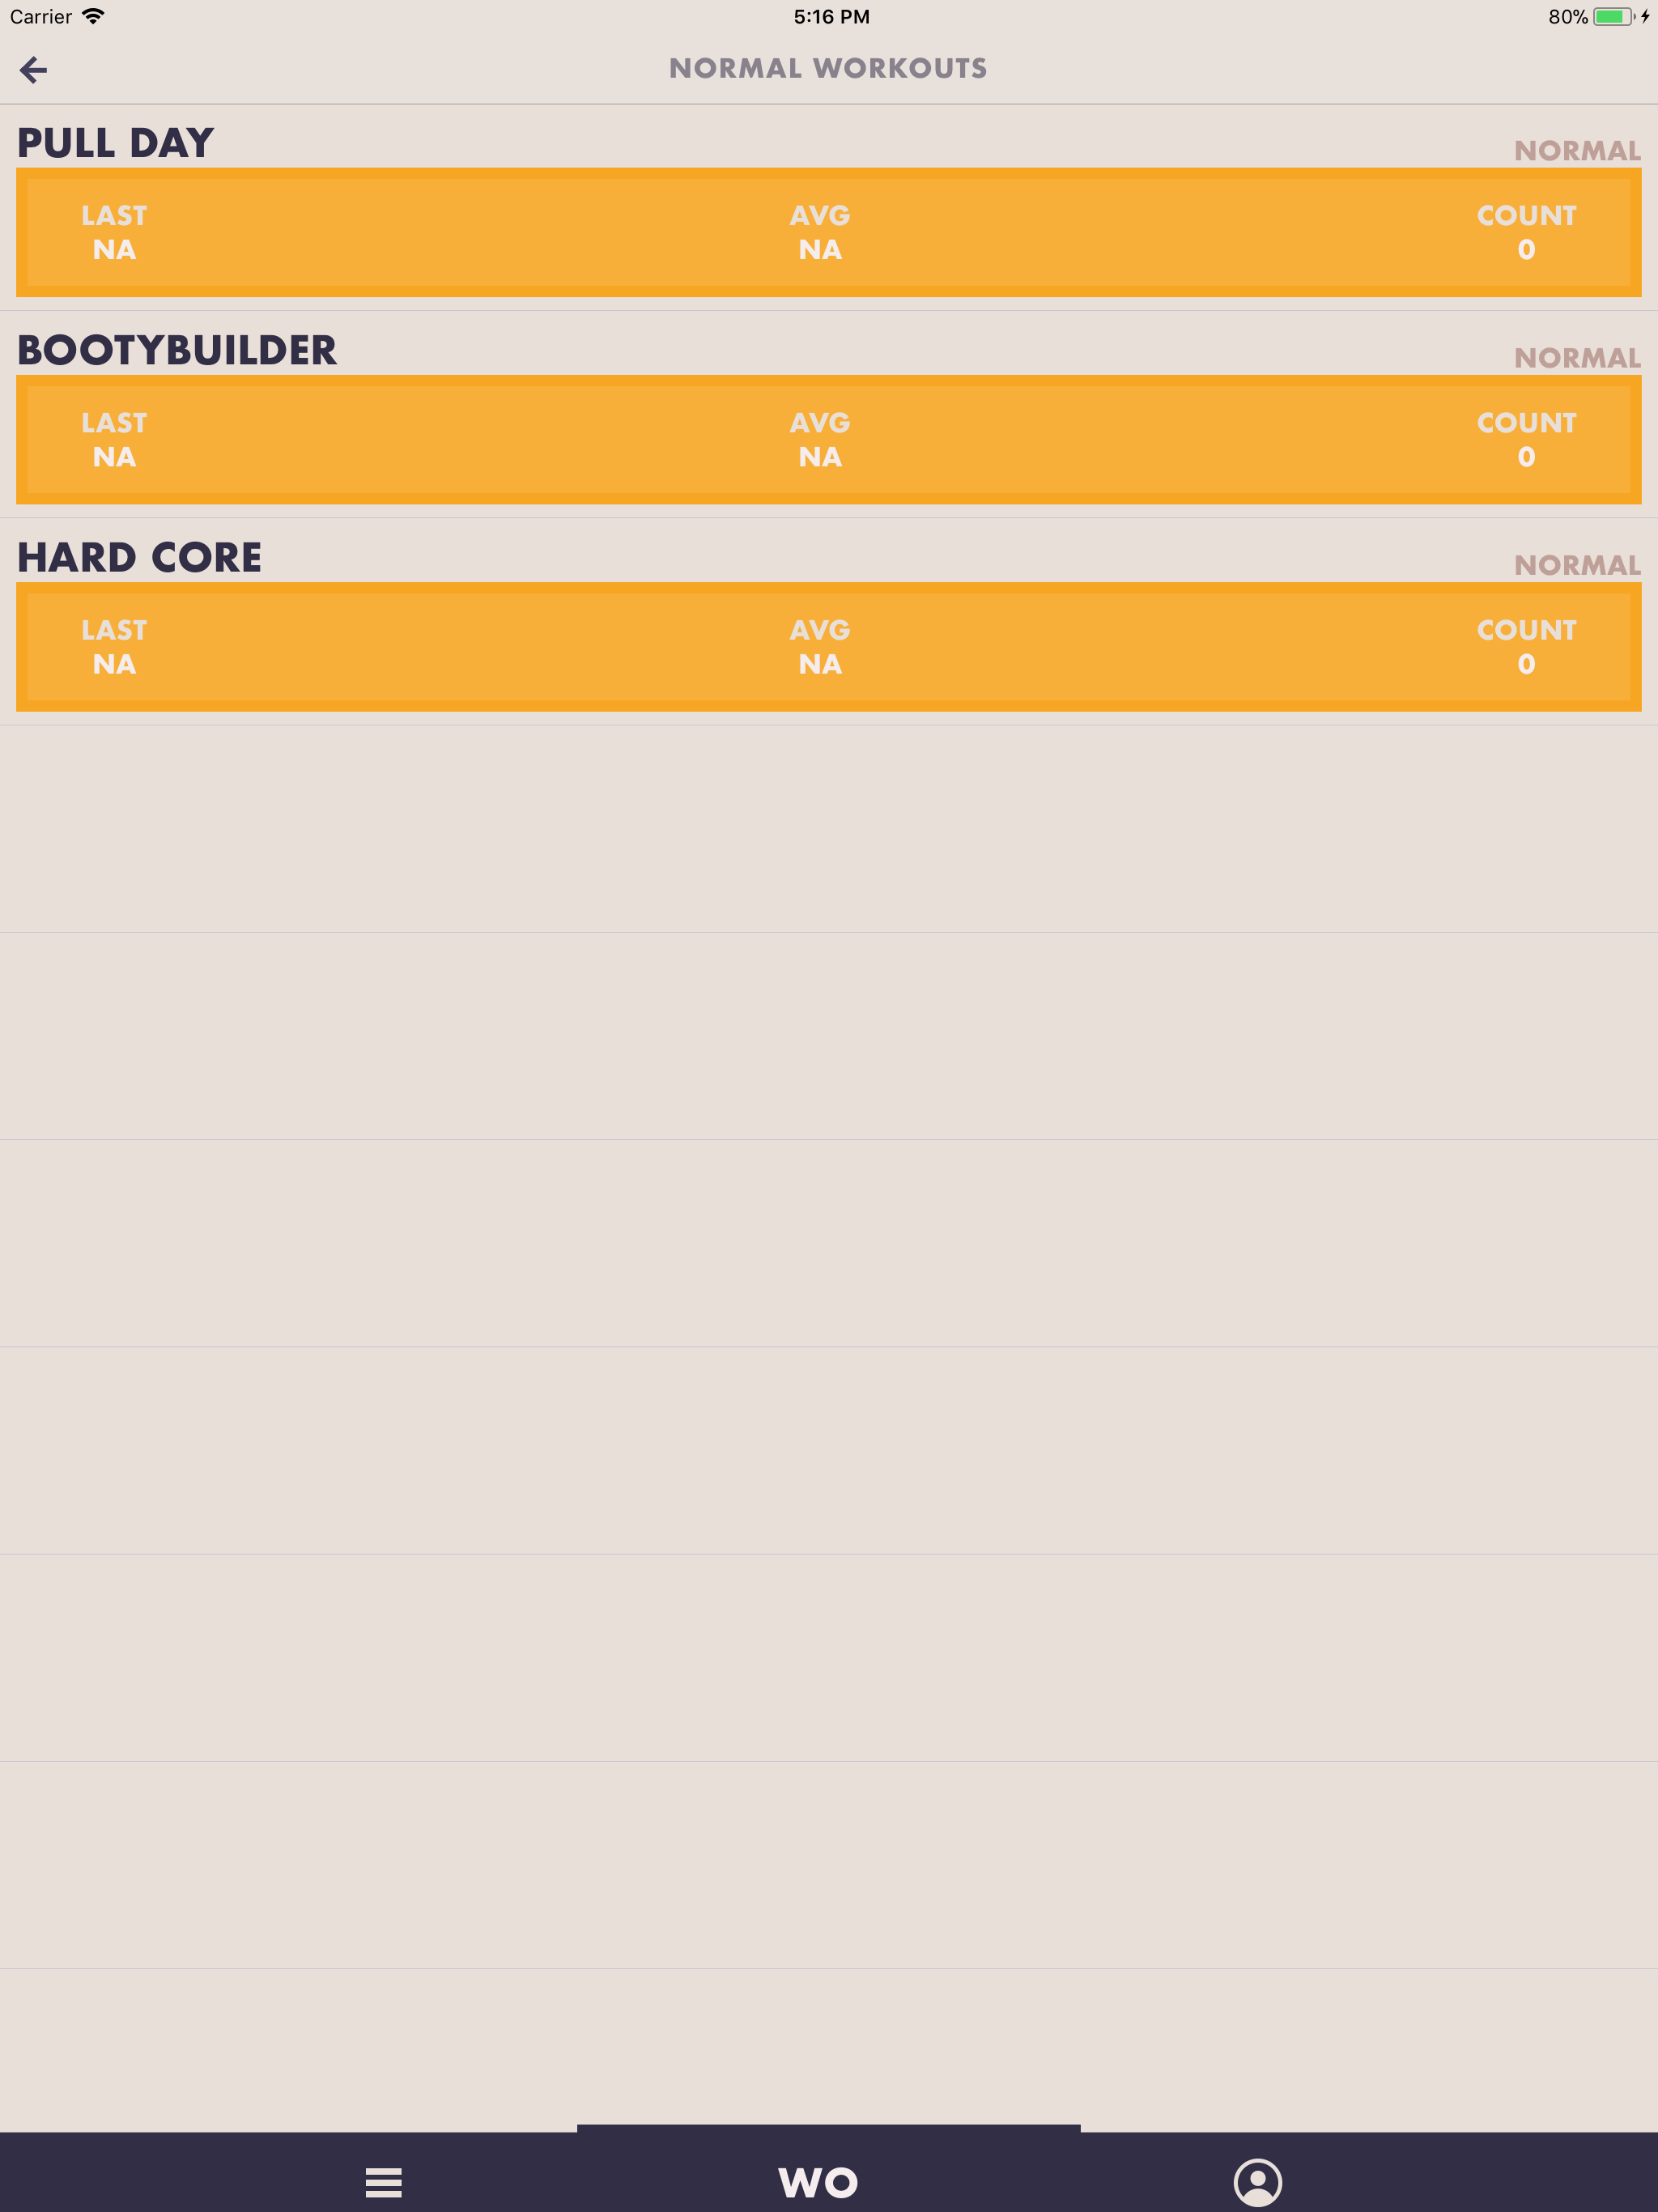 Carrier 5:16 PM 80%
NORMAL WORKOUTS
PULL DAY NORMAL
LAST AVG COUNT
NA NA 0
BOOTYBUILDER NORMAL
LAST AVG COUNT
NA NA 0
HARD CORE NORMAL
LAST AVG COUNT
NA NA 0
WO